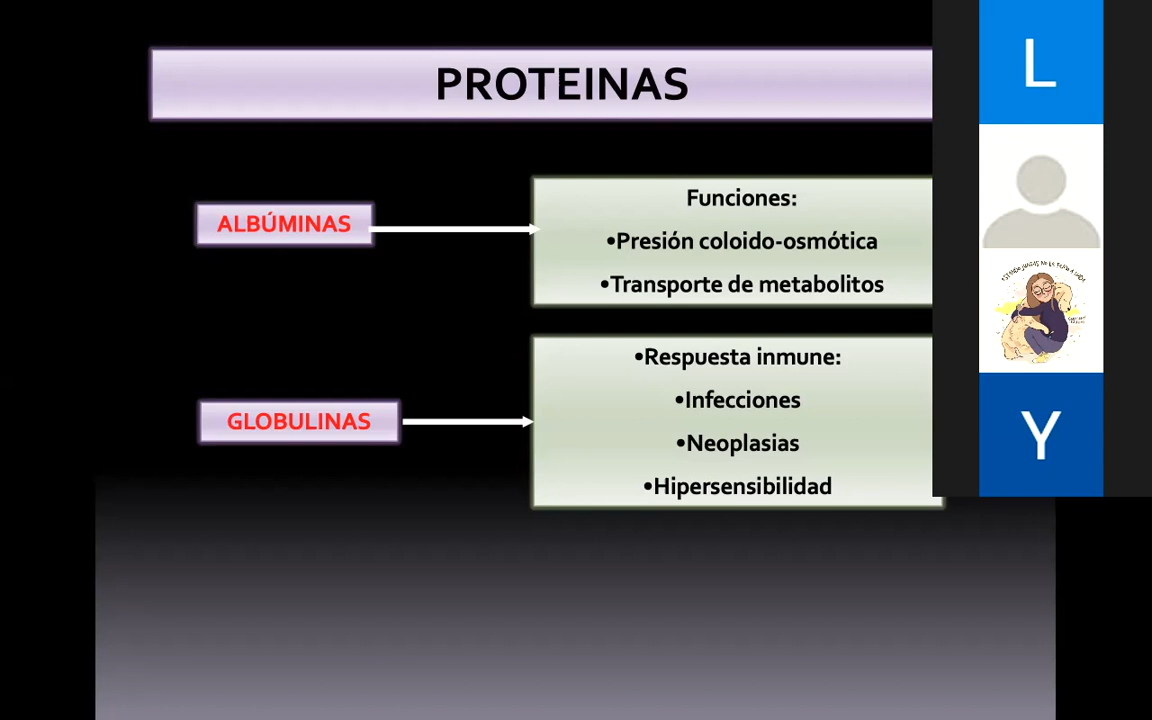 PROTEINAS
ALBÚMINAS
Funciones:
•Presión coloido-osmótica
•Transporte de metabolitos
GLOBULINAS
•Respuesta inmune:
•Infecciones
•Neoplasias
•Hipersensibilidad
L
Y